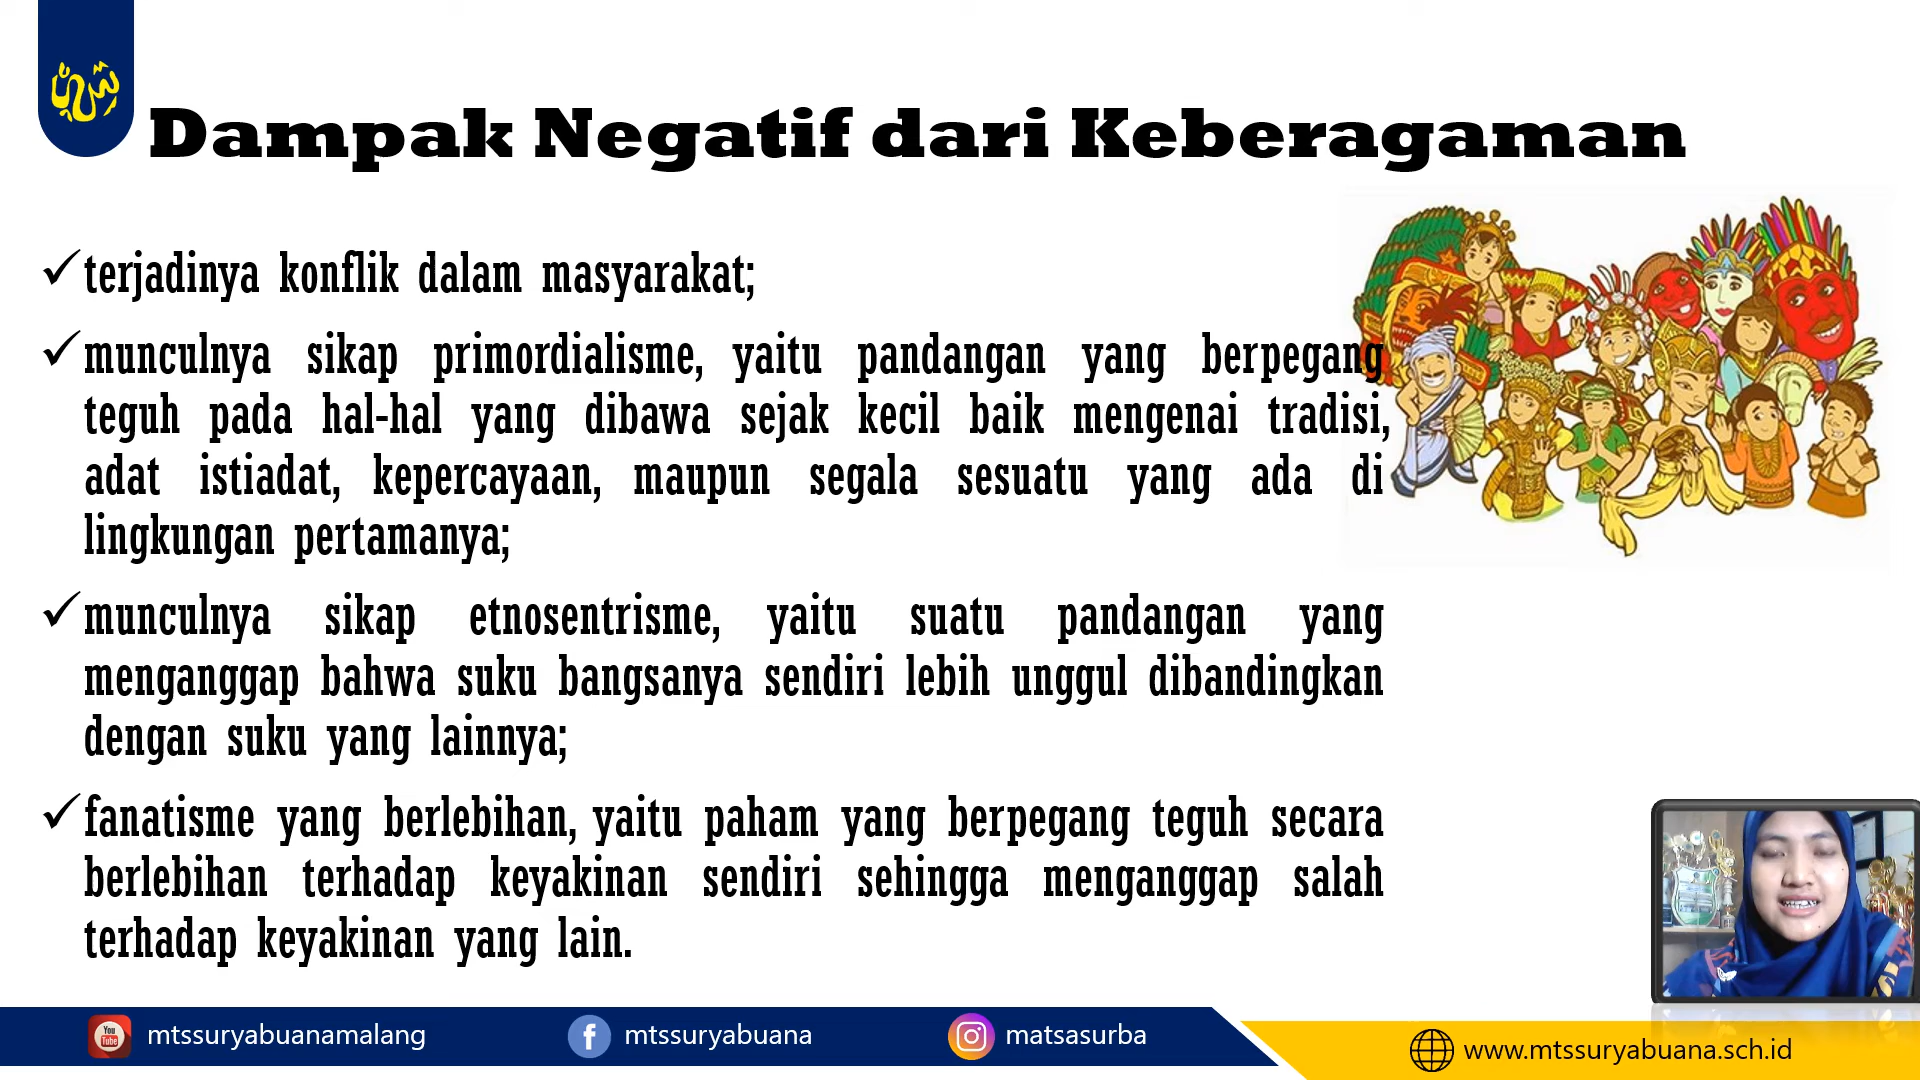 Dampak Negatif dari Keberagaman
✓terjadinya konflik dalam masyarakat;
✓munculnya sikap primordialisme, yaitu pandangan yang berpegang
teguh pada hal-hal yang dibawa sejak kecil baik mengenai tradisi,
adat istiadat, kepercayaan, maupun segala sesuatu yang ada di
lingkungan pertamanya;
✓munculnya sikap etnosentrisme, yaitu suatu pandangan yang
menganggap bahwa suku bangsanya sendiri lebih unggul dibandingkan
dengan suku yang lainnya;
✓fanatisme yang berlebihan, yaitu paham yang berpegang teguh secara
berlebihan terhadap keyakinan sendiri sehingga menganggap salah
terhadap keyakinan yang lain.
You Tube mtssuryabuanamalang
f mtssuryabuana
matsasurba
www.mtssuryabuana.sch.id